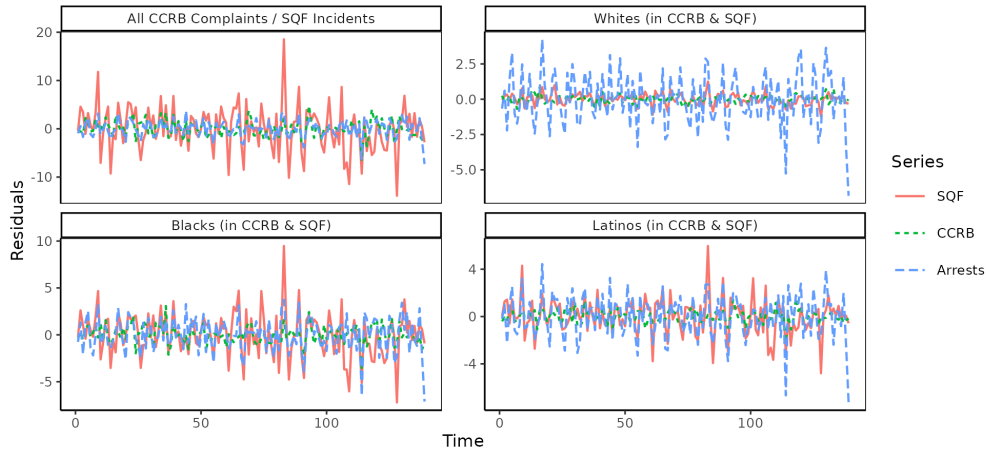 All CCRB Complaints / SQF Incidents
Whites (in CCRB & SQF)
20
10
0
-10
2.5
0.0
-2.5
-5.0
Blacks (in CCRB & SQF)
Latinos (in CCRB & SQF)
10
5
0
-5
4
0
-4
0
50
100
0
50
100
Residuals
Time
Series
SQF
CCRB
Arrests